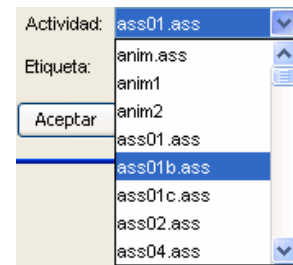 Actividad: ass01.ass
Etiqueta:
Aceptar
anim.ass
anim1
anim2
ass01.ass
ass01b.ass
ass01c.ass
ass02.ass
ass04.ass